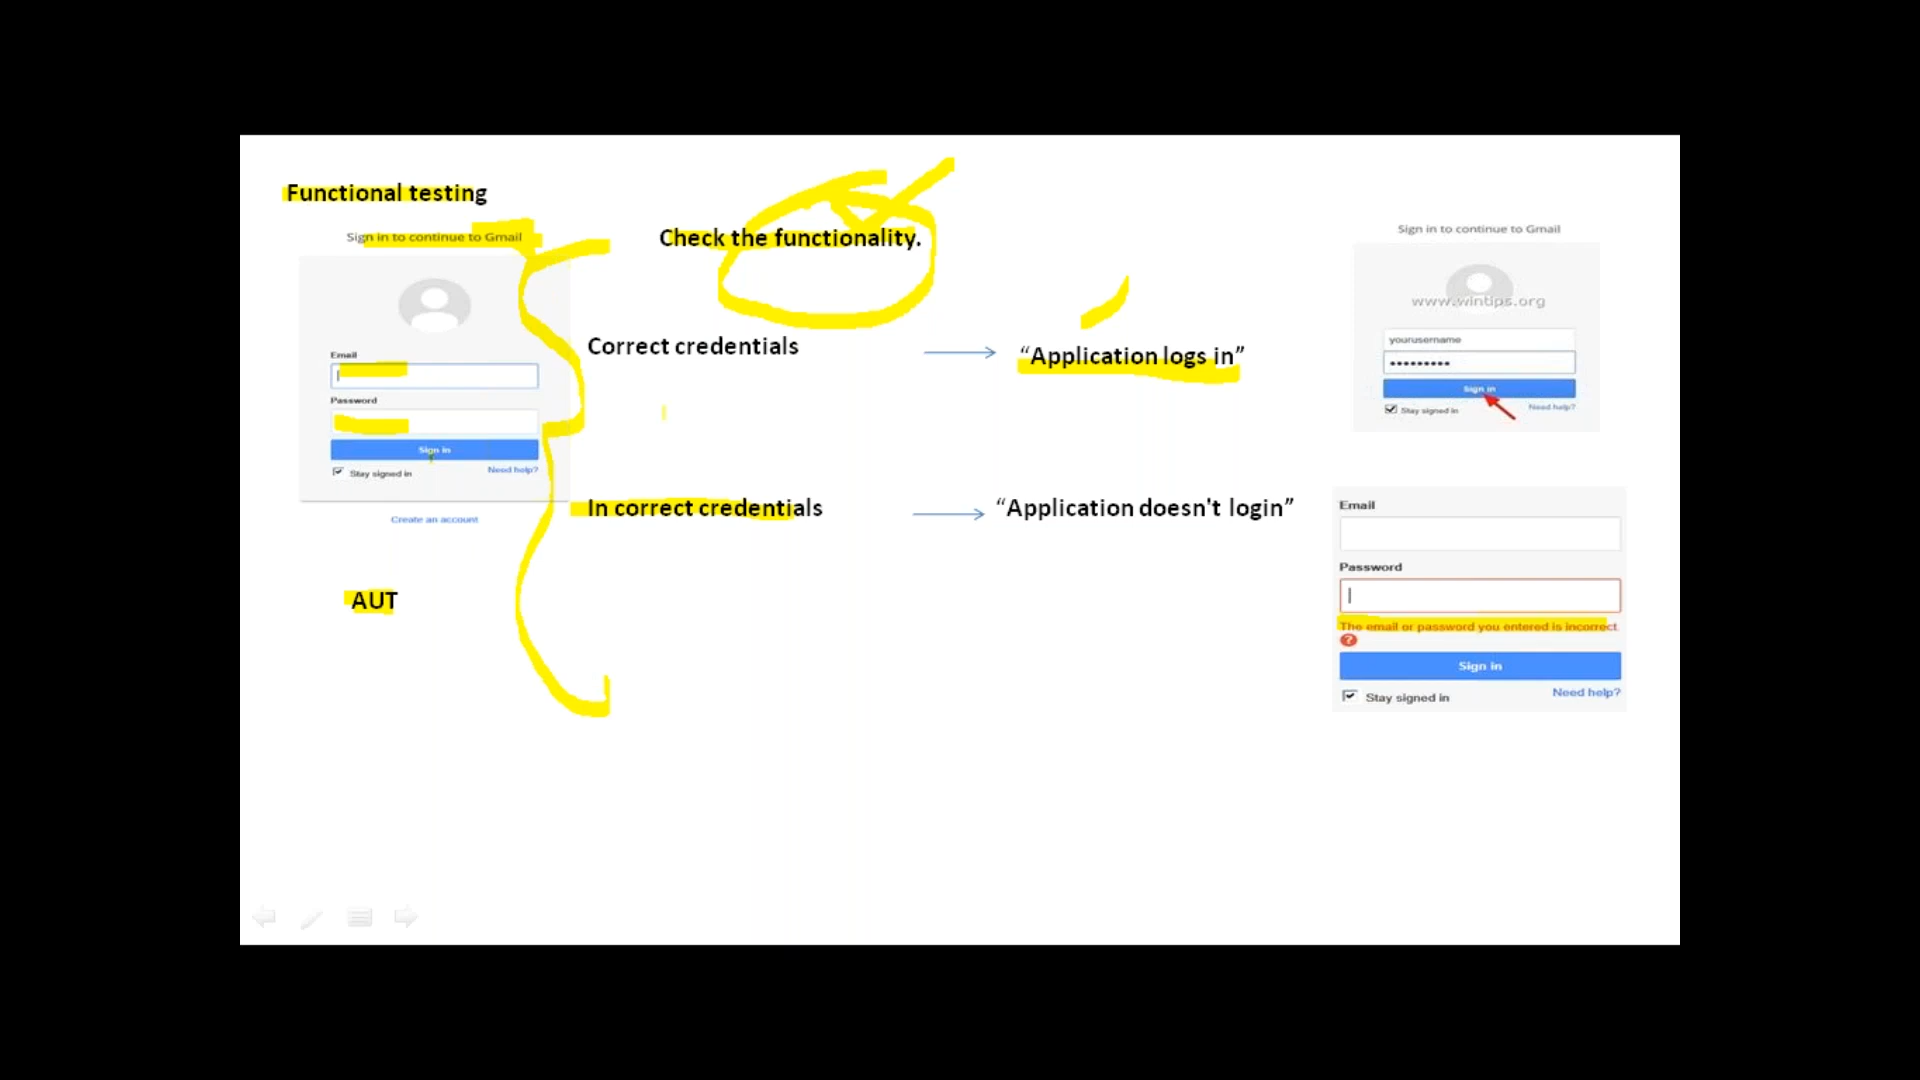 Functional testing
Sign in to continue to Gmail
Email
Password
Sign in
Stay signed in
Need help?
Create an account
AUT
Check the functionality.
Correct credentials
“Application logs in”
In correct credentials
“Application doesn't login”
Sign in to continue to Gmail
www.wintips.org
yourusername
Sign in
Stay signed in
Need help?
Email
Password
The email or password you entered is incorrect.
?
Sign in
Stay signed in
Need help?